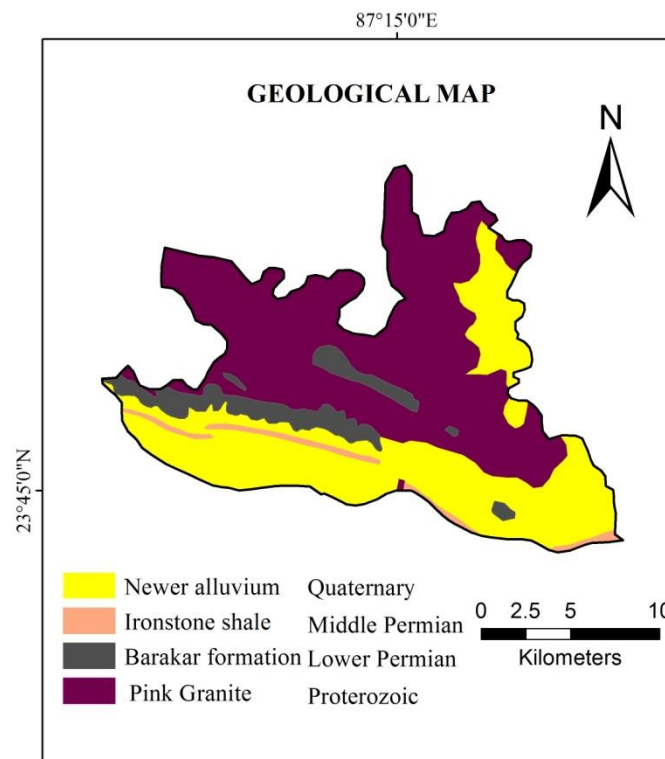 87°15'0"E
GEOLOGICAL MAP
N
23°45'0"N
Newer alluvium Quaternary
Ironstone shale Middle Permian
Barakar formation Lower Permian
Pink Granite Proterozoic
0 2.5 5 10
Kilometers